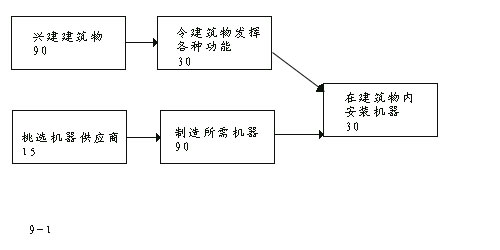 兴建建筑物
90
令建筑物发挥
各种功能
30
挑选机器供应商
15
制造所需机器
90
在建筑物内
安装机器
30
9-1